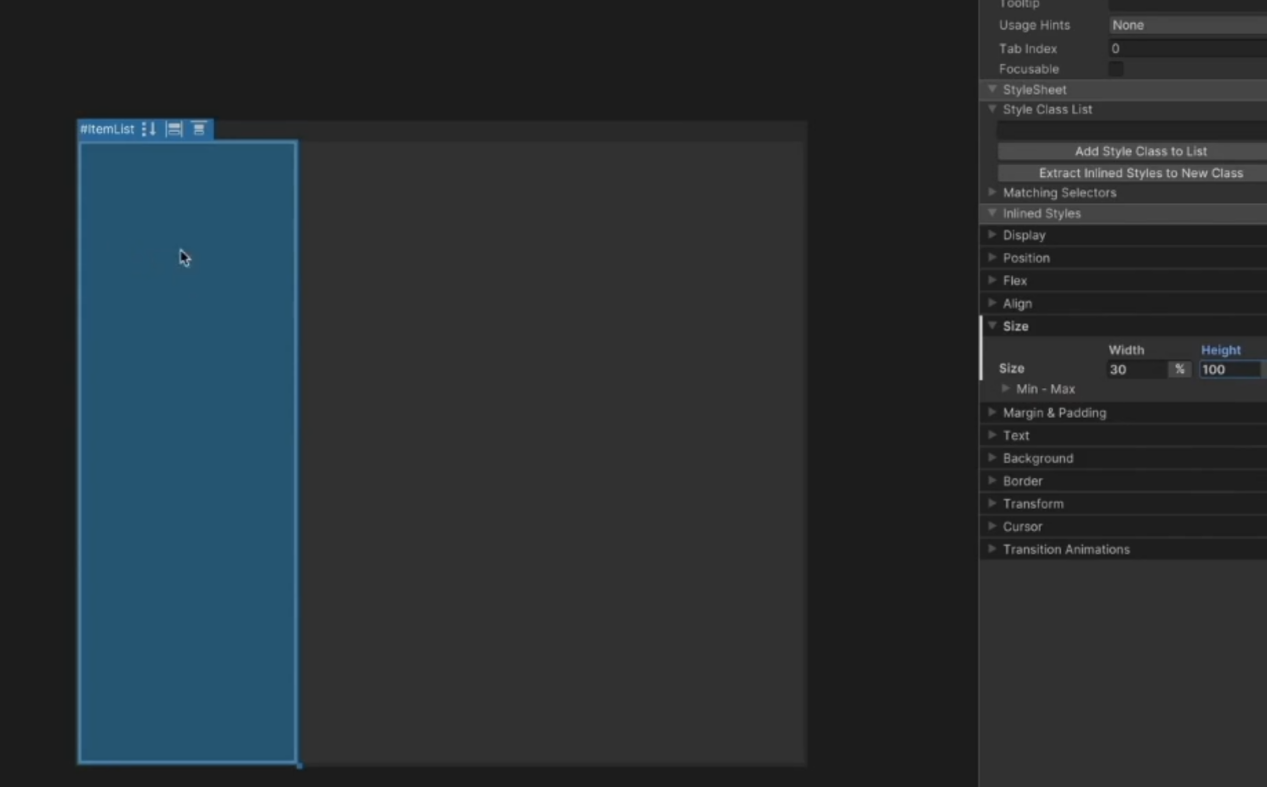 Tooltip
Usage Hints None
Tab Index 0
Focusable
#ItemList
StyleSheet
Style Class List
Add Style Class to List
Extract Inlined Styles to New Class
Matching Selectors
Inlined Styles
Display
Position
Flex
Align
Size
Width Height
Size 30 % 100
Min - Max
Margin & Padding
Text
Background
Border
Transform
Cursor
Transition Animations